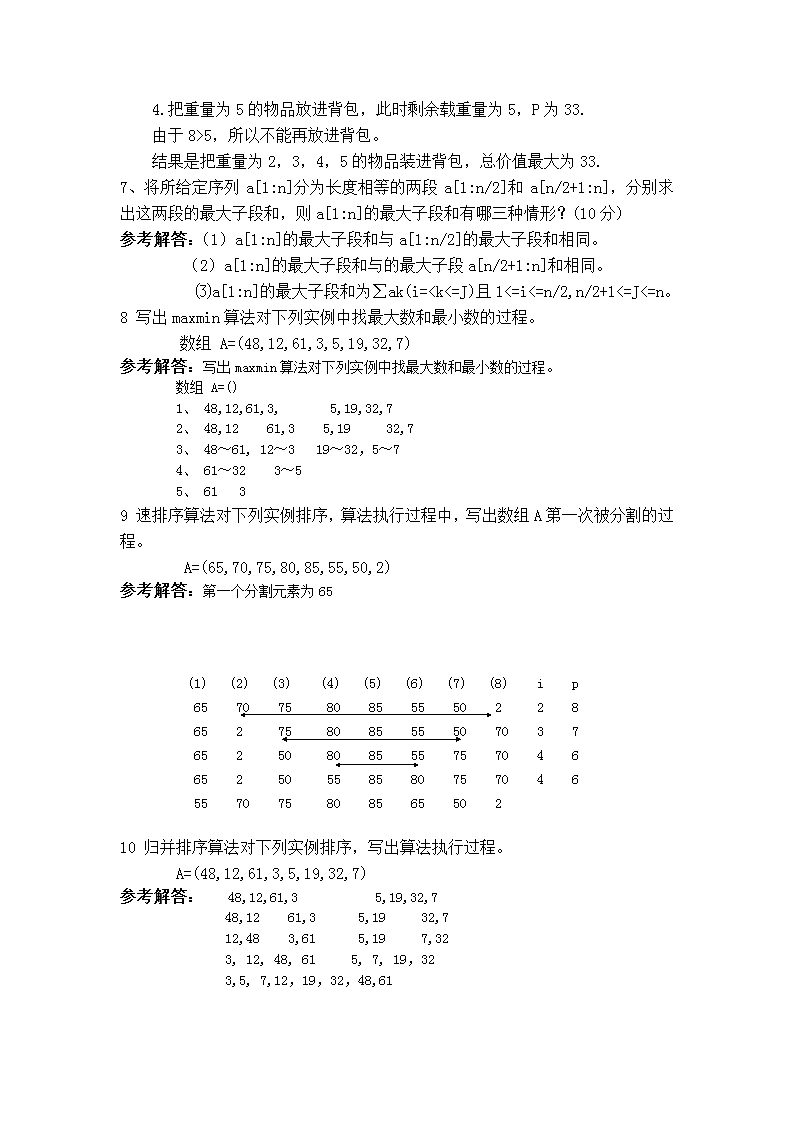 4.把重量为 5 的物品放进背包，此时剩余载重量为 5，P 为 33.
由于 8>5，所以不能再放进背包。
结果是把重量为 2，3，4，5 的物品装进背包，总价值最大为 33.
7、将所给定序列 a[1:n]分为长度相等的两段 a[1:n/2]和 a[n/2+1:n]，分别求
出这两段的最大子段和，则 a[1:n]的最大子段和有哪三种情形？(10 分)
参考解答：（1）a[1:n]的最大子段和与a[1:n/2]的最大子段和相同。
（2）a[1:n]的最大子段和与的最大子段a[n/2+1:n]和相同。
⑶a[1:n]的最大子段和为∑ak(i=<k<=J)且 1<=i<=n/2,n/2+1<=J<=n。
8 写出 maxmin 算法对下列实例中找最大数和最小数的过程。
数组 A=(48,12,61,3,5,19,32,7)
参考解答：写出 maxmin 算法对下列实例中找最大数和最小数的过程。
数组 A=()
1、 48,12,61,3, 5,19,32,7
2、 48,12 61,3 5,19 32,7
3、 48～61, 12～3 19～32，5～7
4、 61～32 3～5
5、 61 3
9 速排序算法对下列实例排序，算法执行过程中，写出数组 A 第一次被分割的过
程。
A=(65,70,75,80,85,55,50,2)
参考解答：第一个分割元素为 65
(1) (2) (3) (4) (5) (6) (7) (8) i p
65 70 75 80 85 55 50 2 2 8
65 2 75 80 85 55 50 70 3 7
65 2 50 80 85 55 75 70 4 6
65 2 50 55 85 80 75 70 4 6
55 70 75 80 85 65 50 2
10 归并排序算法对下列实例排序，写出算法执行过程。
A=(48,12,61,3,5,19,32,7)
参考解答： 48,12,61,3 5,19,32,7
48,12 61,3 5,19 32,7
12,48 3,61 5,19 7,32
3, 12, 48, 61 5, 7, 19，32
3,5, 7,12，19，32，48,61